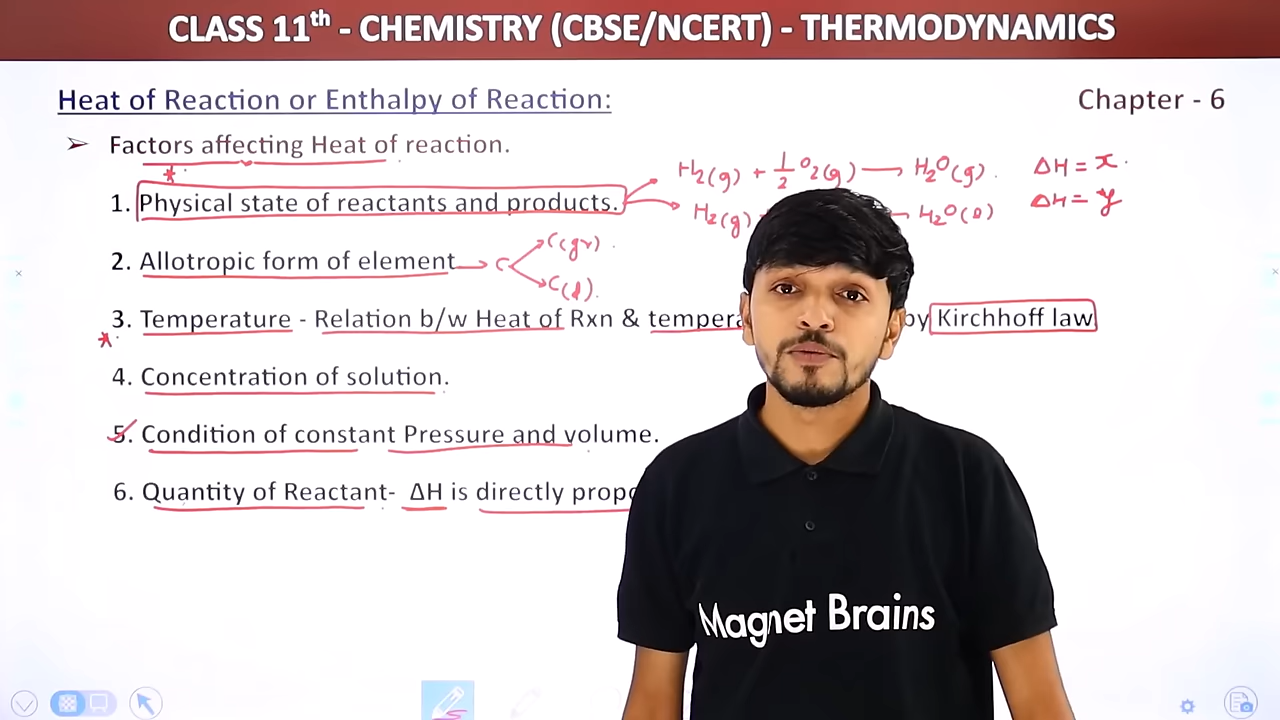 CLASS 11th - CHEMISTRY (CBSE/NCERT) - THERMODYNAMICS
Heat of Reaction or Enthalpy of Reaction:
Chapter - 6
➢ Factors affecting Heat of reaction.
H₂(g) + ½ O₂(g) ⟶ H₂O(g). ΔH = x.
1. Physical state of reactants and products.
H₂(g) ⟶ H₂O(l) ΔH = y
2. Allotropic form of element ⟶ C
C(gr).
C(d).
3. Temperature - Relation b/w Heat of Rxn & by Kirchhoff law
4. Concentration of solution.
5. Condition of constant Pressure and volume.
6. Quantity of Reactant- ΔH is directly
Magnet Brains